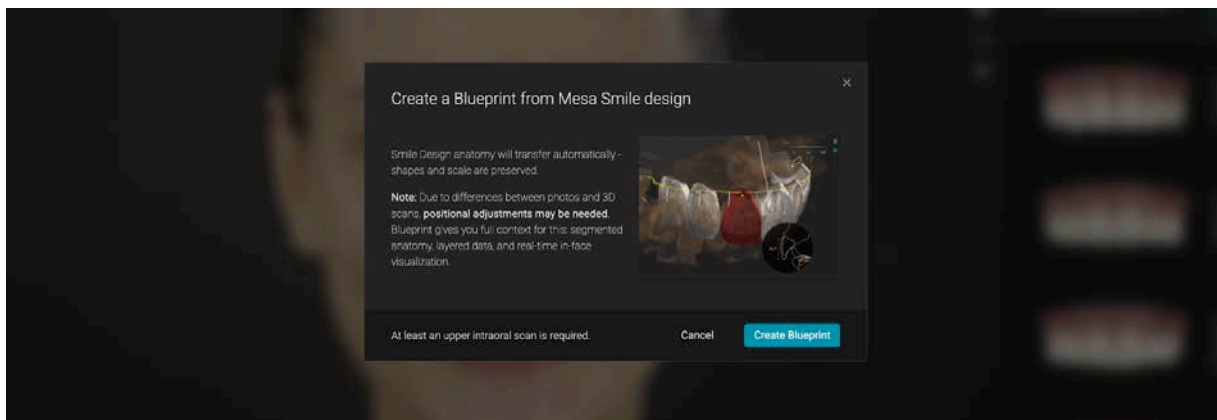 Create a Blueprint from Mesa Smile design
Smile Design anatomy will transfer automatically -
shapes and scale are preserved.
Note: Due to differences between photos and 3D
scans, positional adjustments may be needed.
Blueprint gives you full context for this: segmented
anatomy, layered data, and real-time in-face
visualization.
At least an upper intraoral scan is required.
Cancel
Create Blueprint